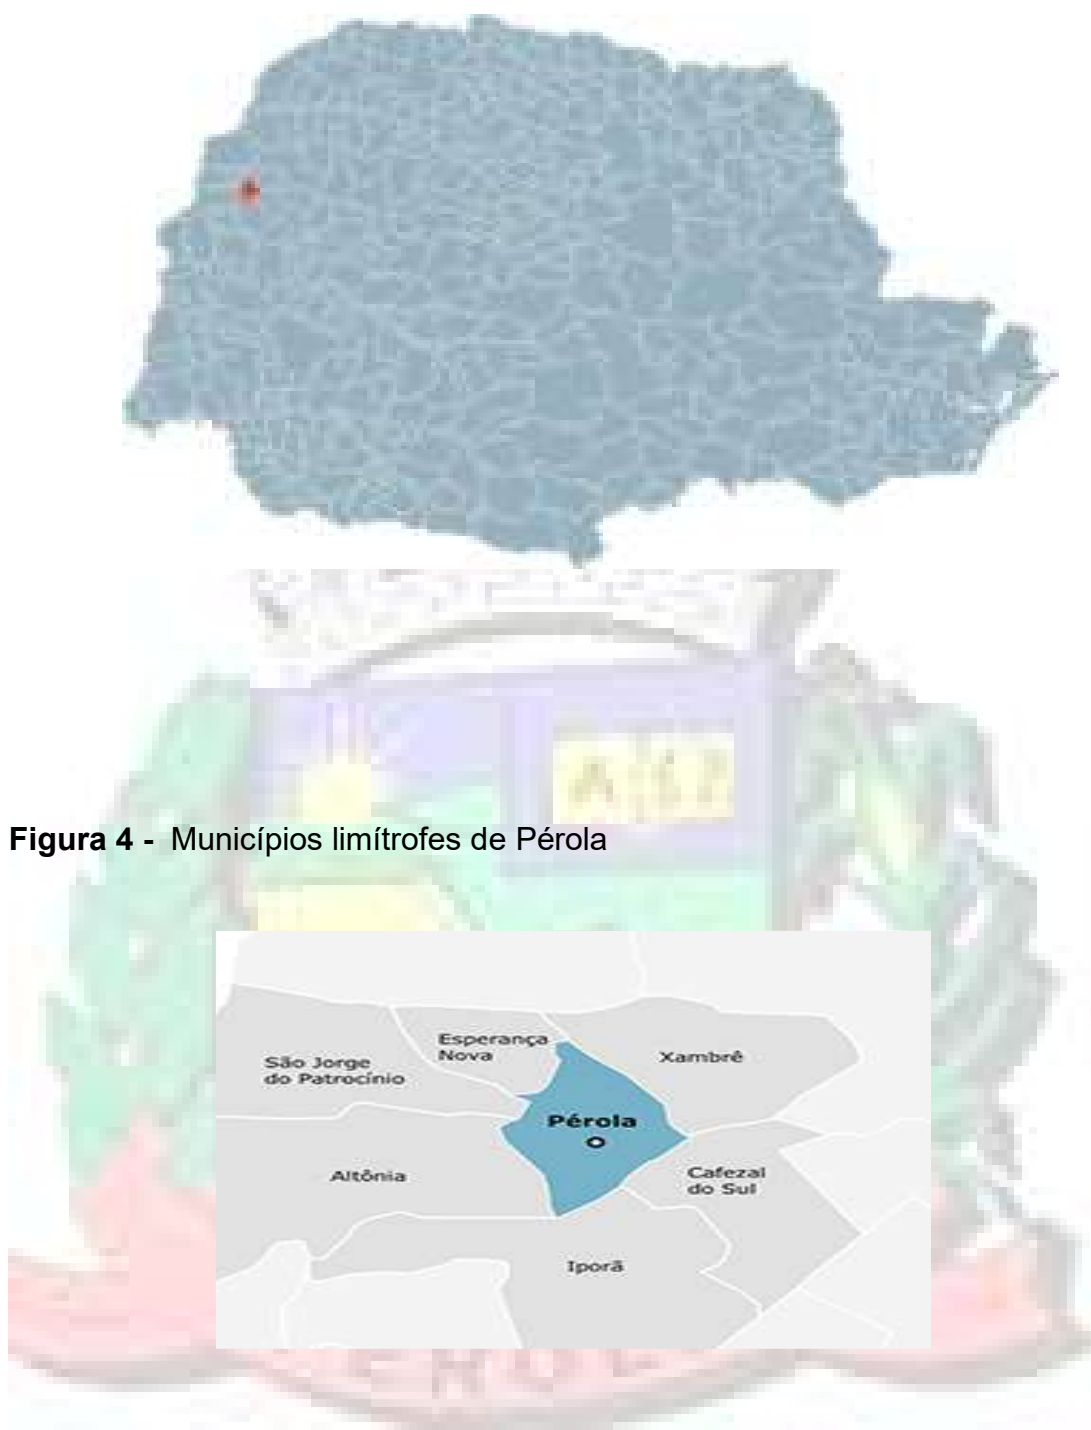 Figura 4 - Municípios limítrofes de Pérola
Esperança
Nova
São Jorge
do Patrocínio
Xambrê
Pérola
Altônia
Cafezal
do Sul
Iporã